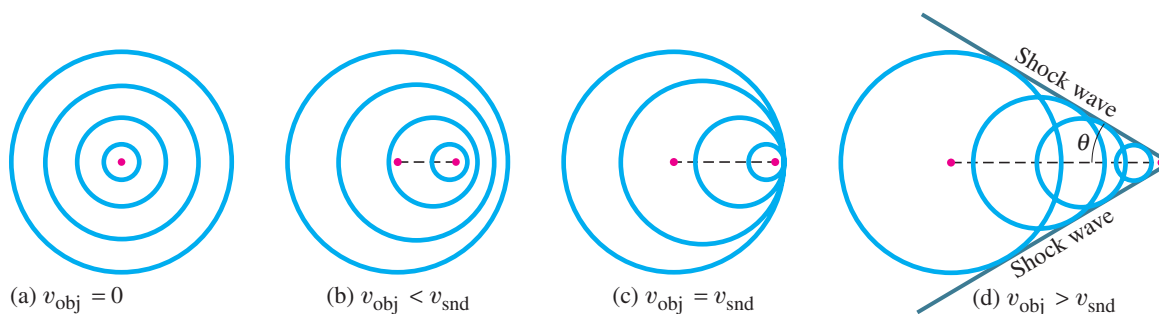 Shock wave
θ
Shock wave
(a) v_obj = 0
(b) v_obj < v_snd
(c) v_obj = v_snd
(d) v_obj > v_snd